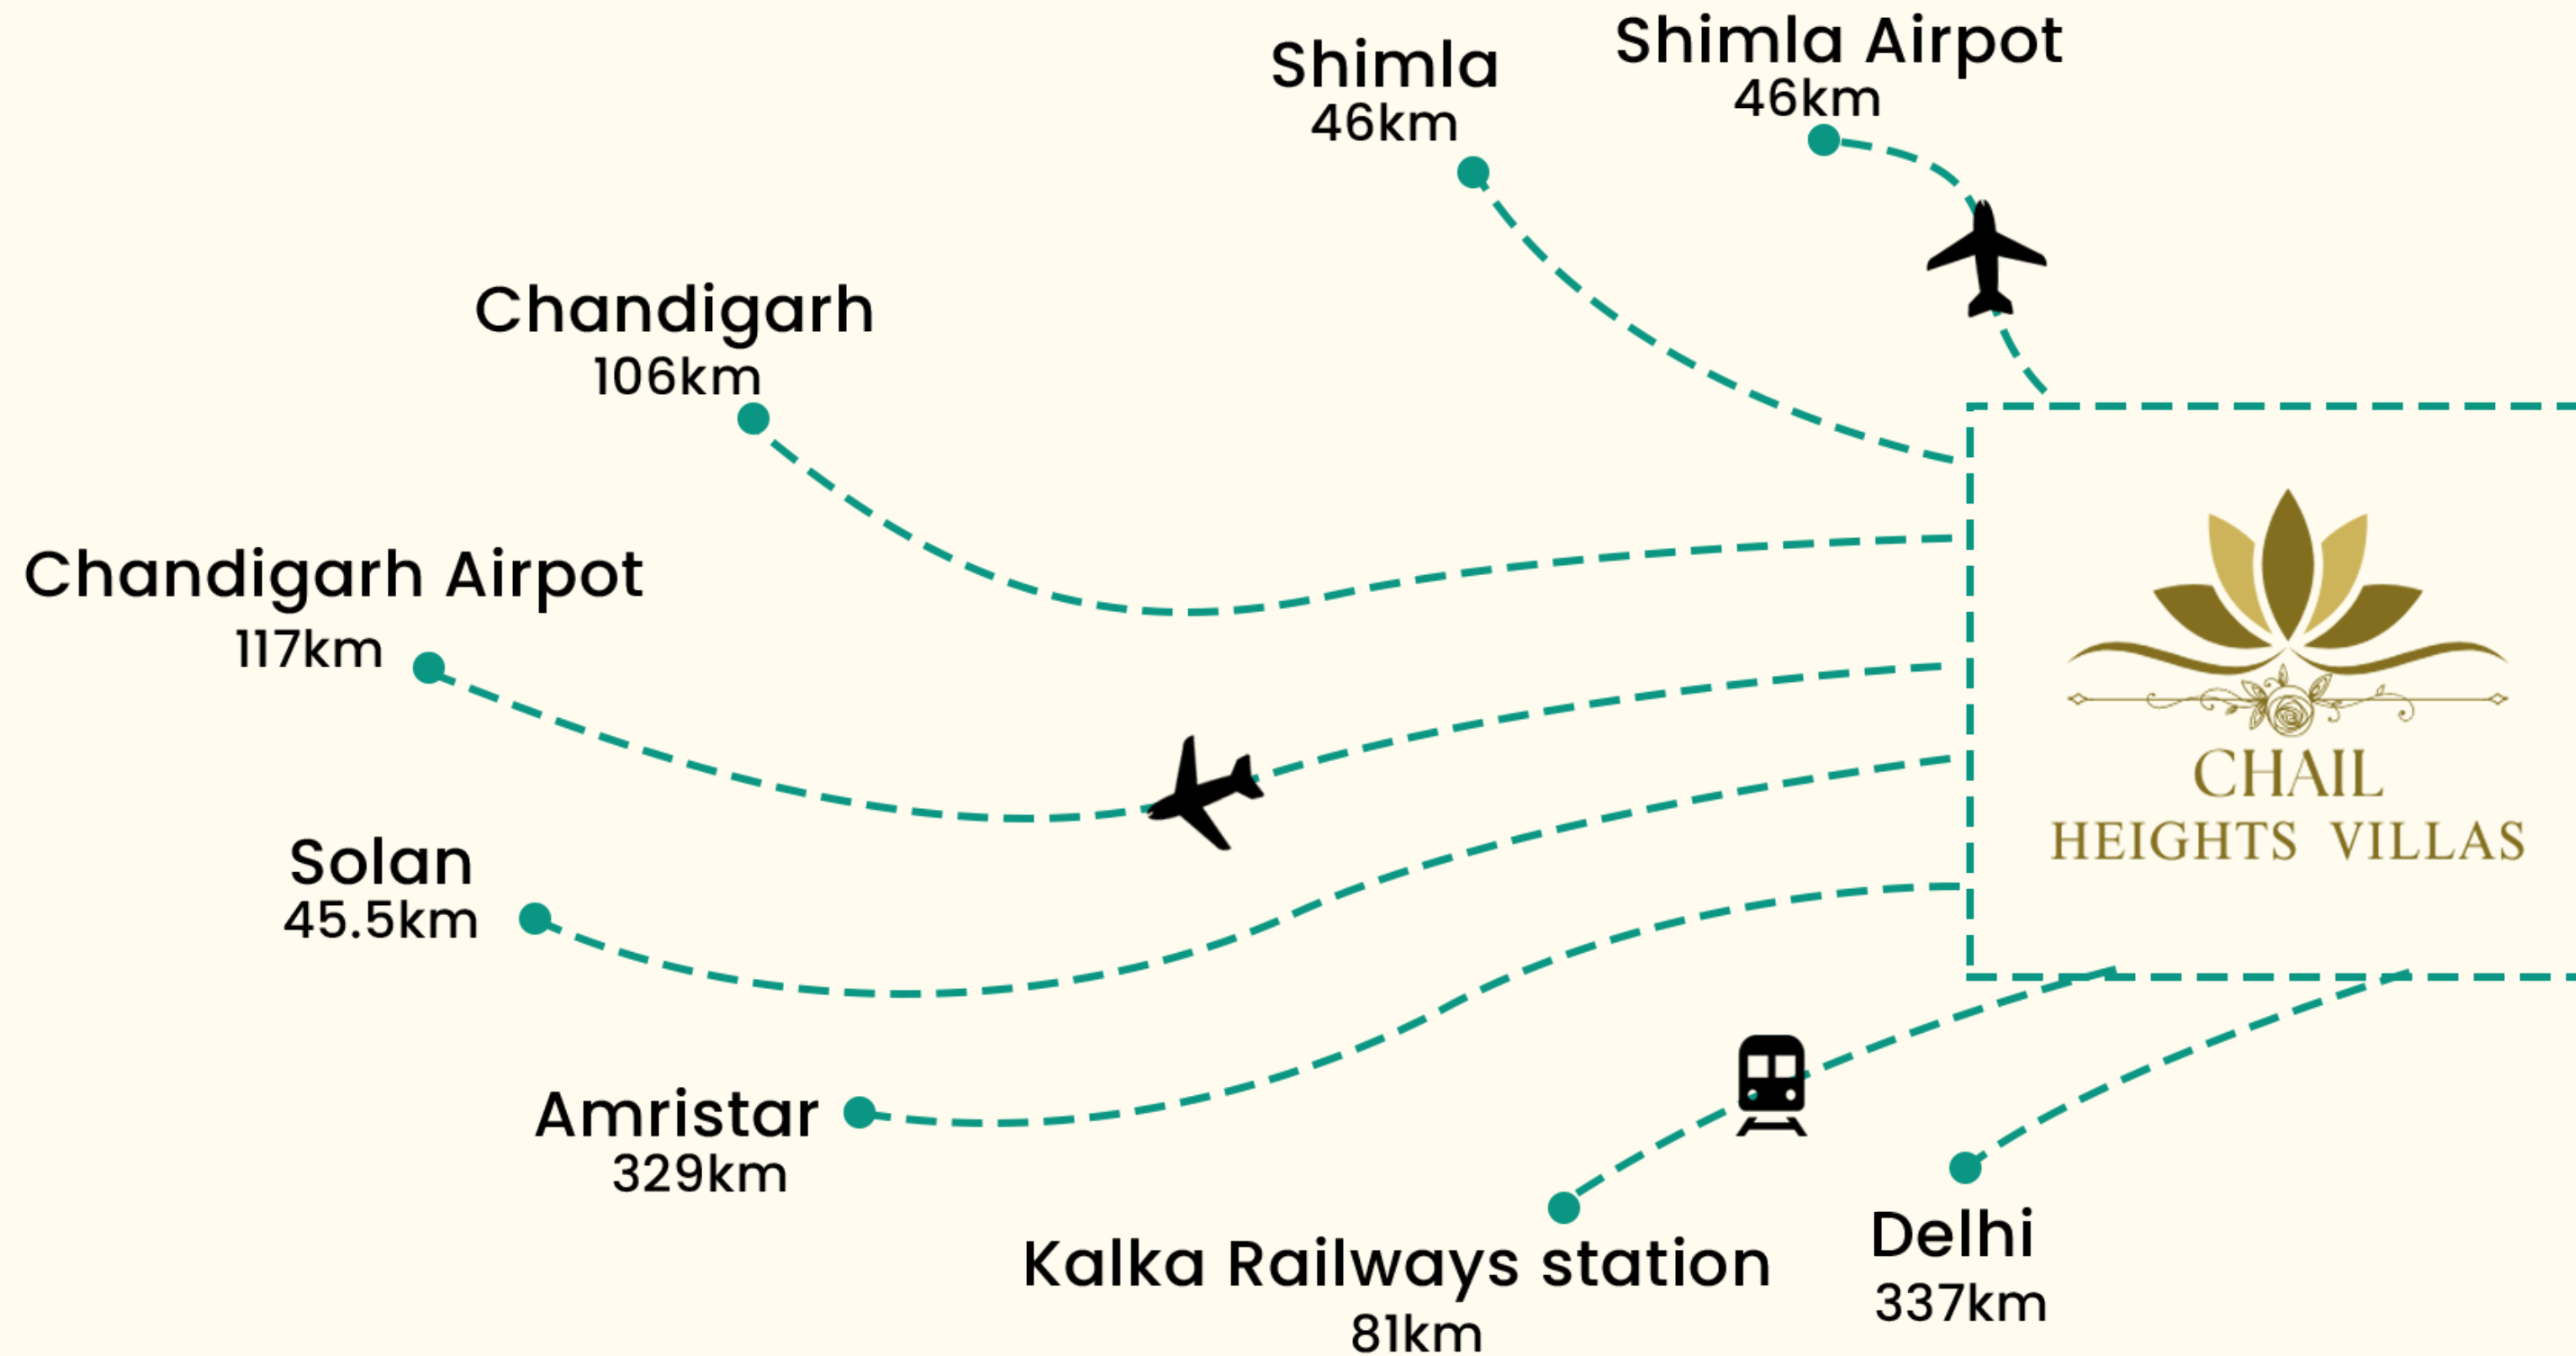 Shimla Airpot
46km
Shimla
46km
Chandigarh
106km
Chandigarh Airpot
117km
Solan
45.5km
Amristar
329km
Kalka Railways station
81km
Delhi
337km
CHAIL
HEIGHTS VILLAS